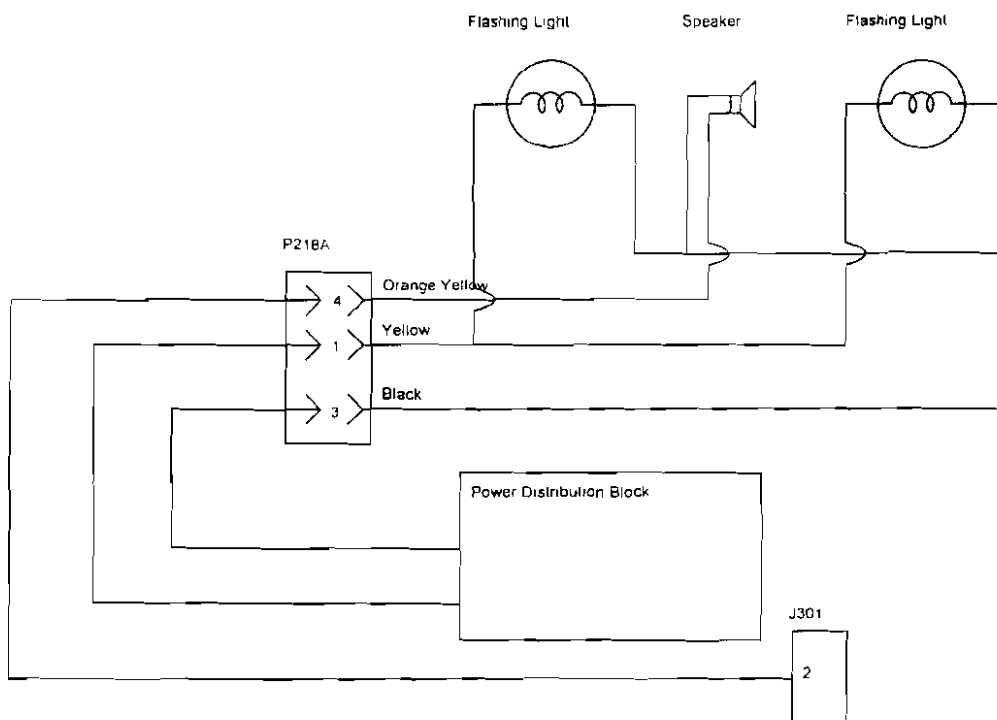 Flashing Light
Speaker
Flashing Light
P218A
4
Orange Yellow
1
Yellow
3
Black
Power Distribution Block
J301
2